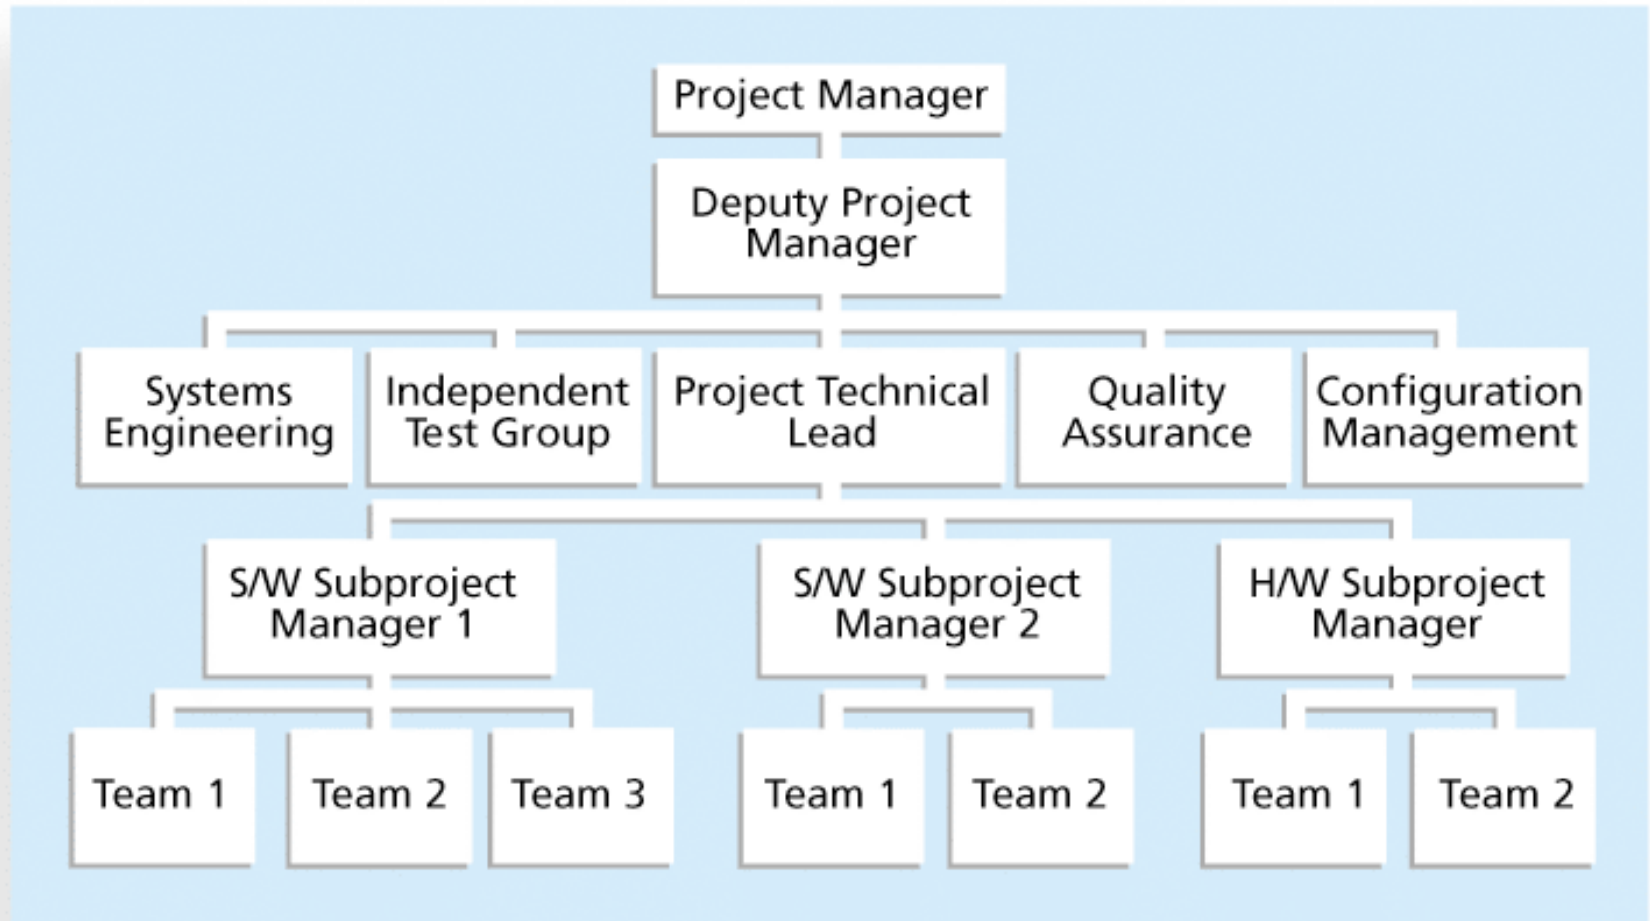 Project Manager
Deputy Project
Manager
Systems
Engineering
Independent
Test Group
Project Technical
Lead
Quality
Assurance
Configuration
Management
S/W Subproject
Manager 1
S/W Subproject
Manager 2
H/W Subproject
Manager
Team 1
Team 2
Team 3
Team 1
Team 2
Team 1
Team 2